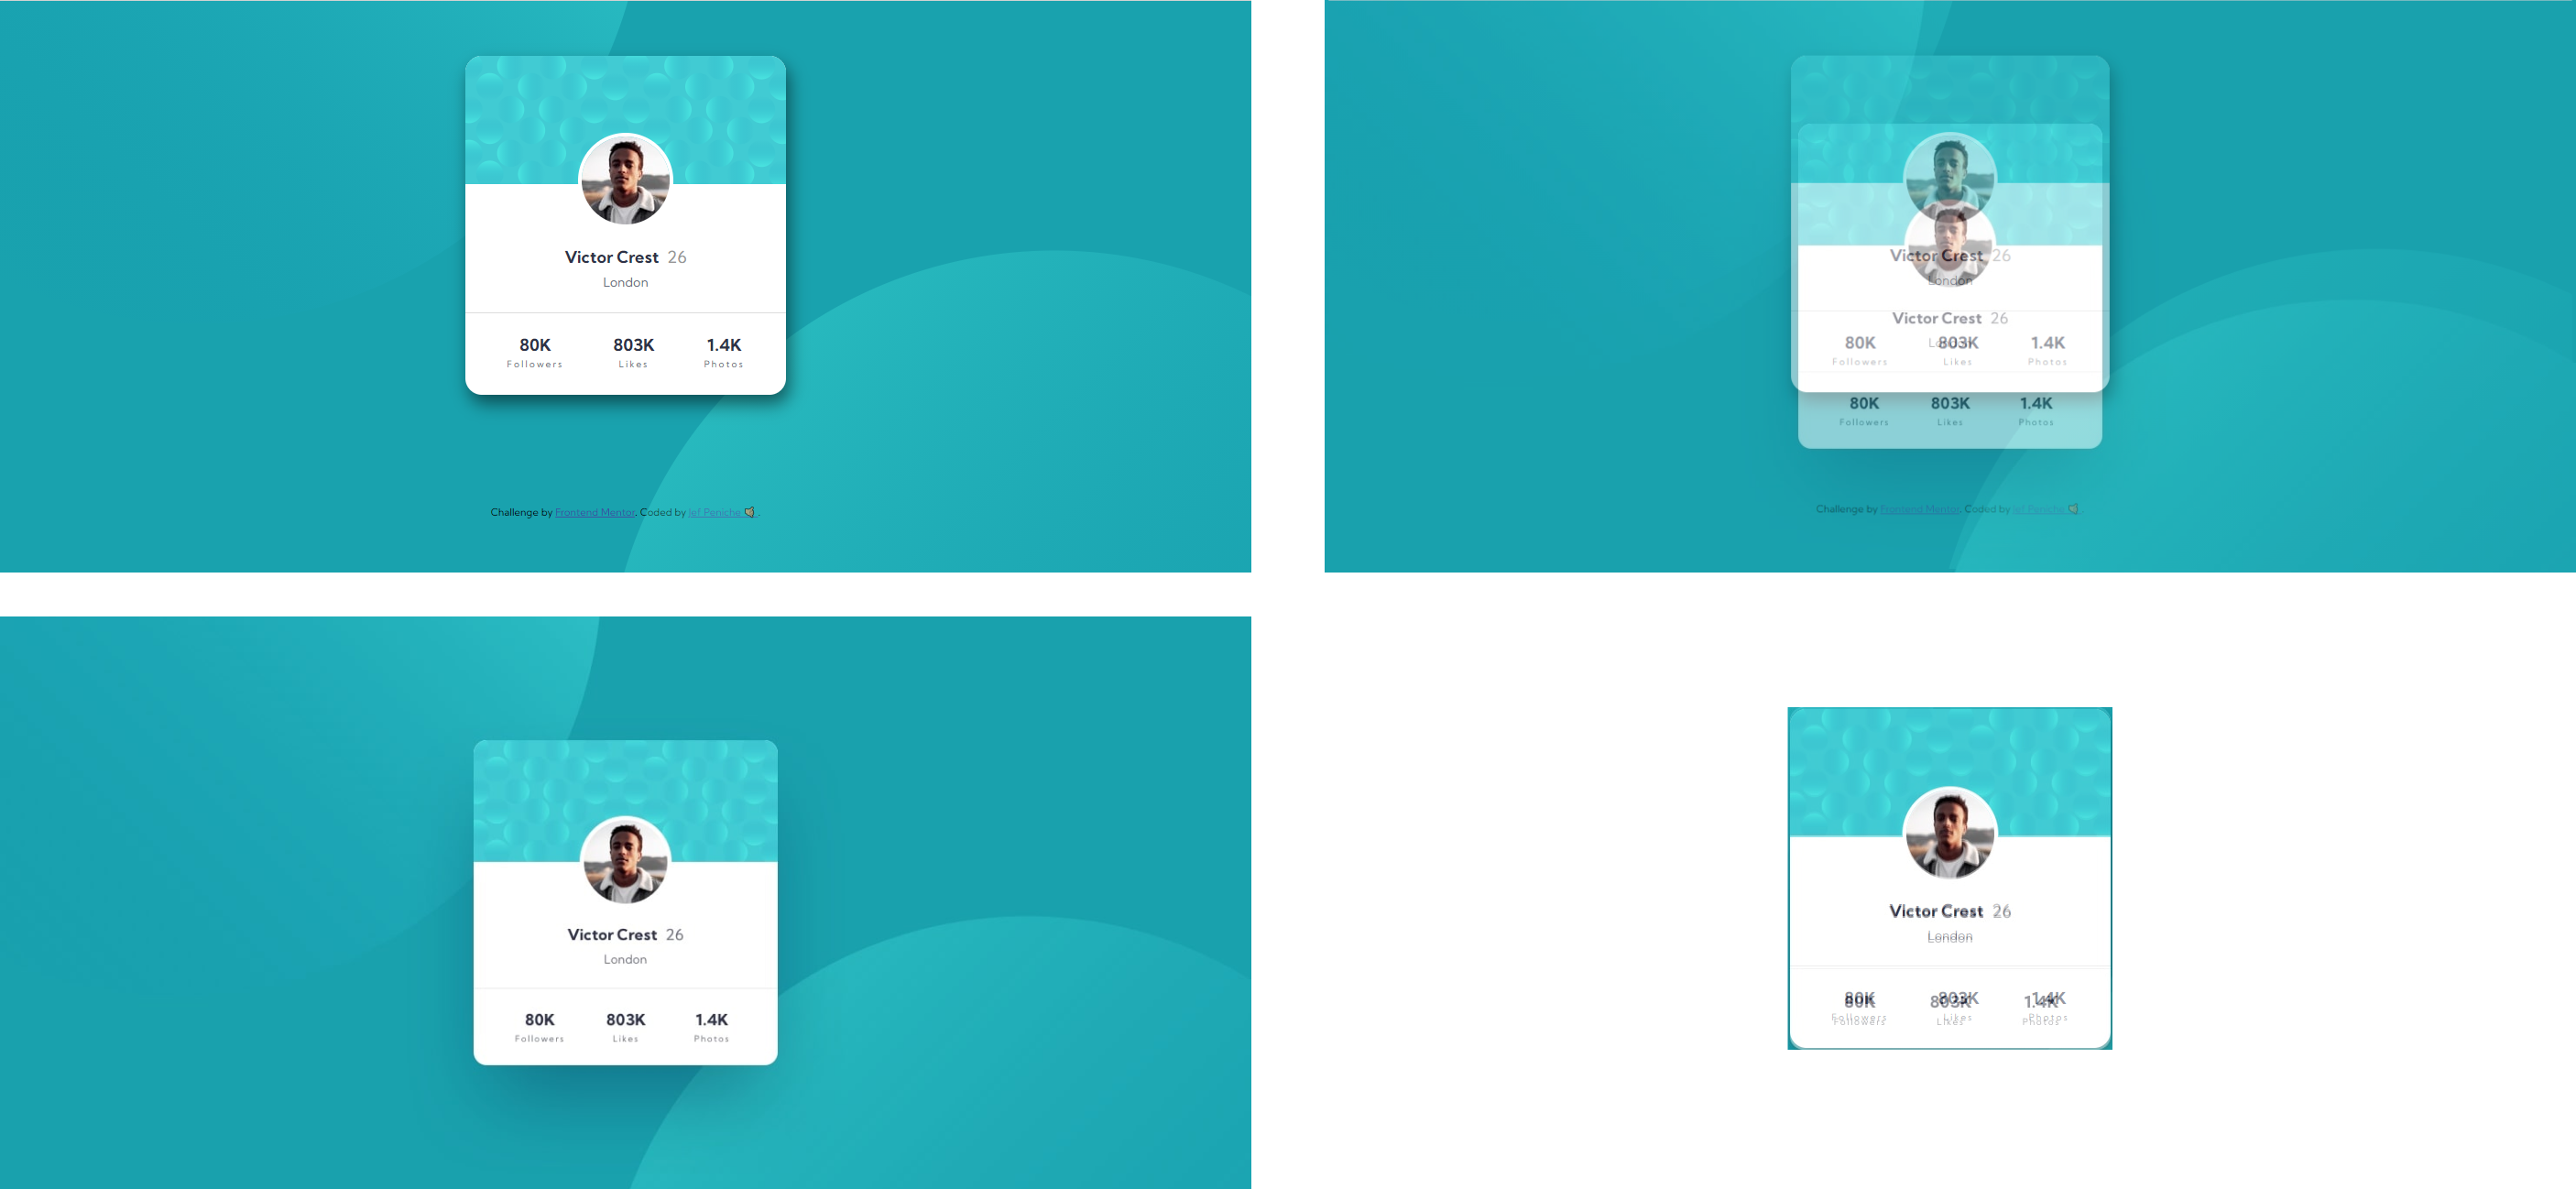 Victor Crest 26
London
80K 803K 1.4K
Followers Likes Photos
Challenge by Frontend Mentor. Coded by Jef Peniche .
Victor Crest 26
London
Victor Crest 26
80K 803K 1.4K
Followers Likes Photos
80K 803K 1.4K
Followers Likes Photos
Challenge by Frontend Mentor. Coded by Jef Peniche
Victor Crest 26
London
80K 803K 1.4K
Followers Likes Photos
Victor Crest 26
London
80K 803K 1.4K
Followers Likes Photos